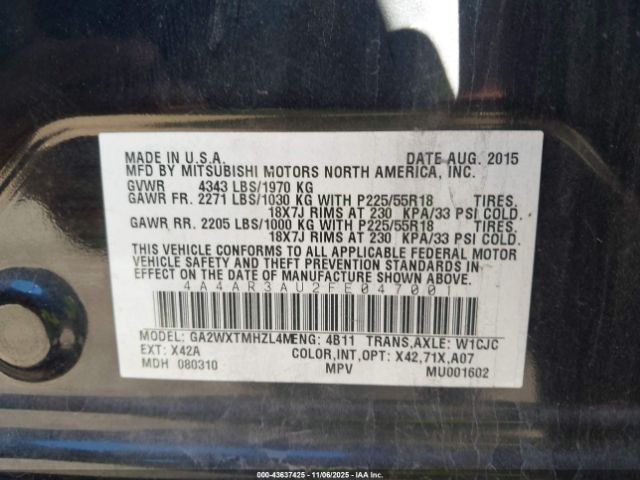 MADE IN U.S.A. DATE AUG. 2015
MFD BY MITSUBISHI MOTORS NORTH AMERICA, INC.
GVWR 4343 LBS/1970 KG
GAWR FR. 2271 LBS/1030 KG WITH P225/55R18 TIRES,
18X7J RIMS AT 230 KPA/33 PSI COLD.
GAWR RR. 2205 LBS/1000 KG WITH P225/55R18 TIRES,
18X7J RIMS AT 230 KPA/33 PSI COLD.
THIS VEHICLE CONFORMS TO ALL APPLICABLE FEDERAL MOTOR
VEHICLE SAFETY AND THEFT PREVENTION STANDARDS IN
EFFECT ON THE DATE OF MANUFACTURE SHOWN ABOVE.
4A4AR3AU2FE047001
MODEL: GA2WXTMHZL4M ENG: 4B11 TRANS,AXLE: W1CJC
EXT: X42A COLOR,INT,OPT: X42,71X,A07
MDH 080310 MPV MU001602
000-43637425 - 11/06/2025 - IAA Inc.